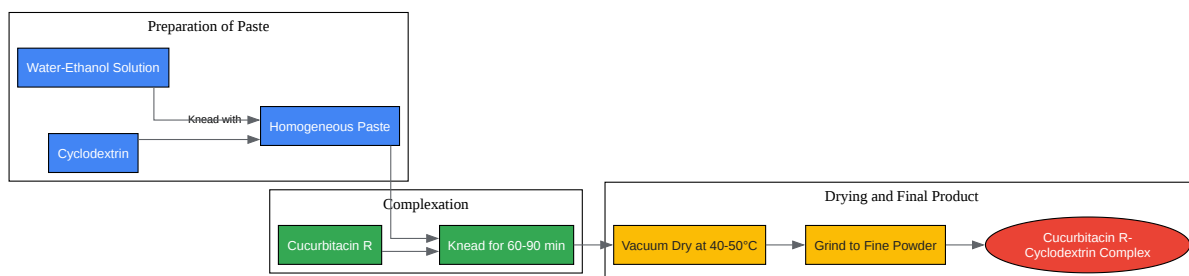 Preparation of Paste
Water-Ethanol Solution
Knead with
Homogeneous Paste
Cyclodextrin
Complexation
Cucurbitacin R
Knead for 60-90 min
Drying and Final Product
Vacuum Dry at 40-50°C
Grind to Fine Powder
Cucurbitacin R-
Cyclodextrin Complex